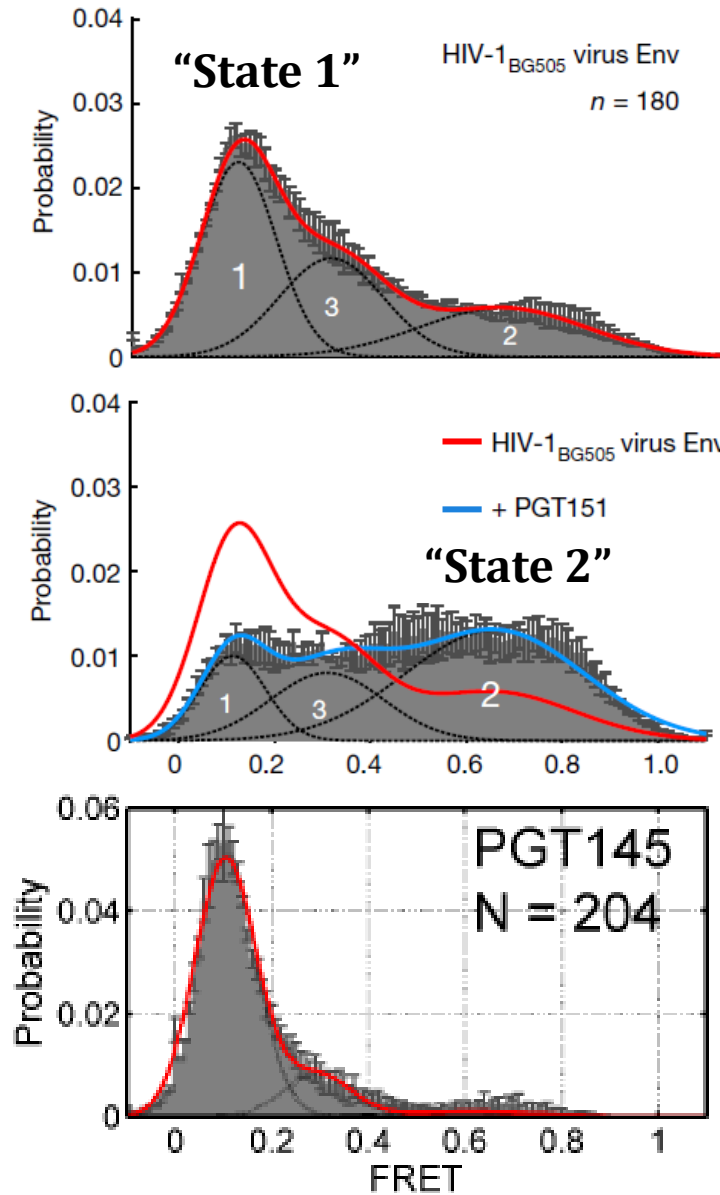 0.04
HIV-1BG505 virus Env
"State 1"
n = 180
0.03
Probability
0.02
0.01
1
3
2
0
0.04
HIV-1BG505 virus Env
0.03
+ PGT151
Probability
"State 2"
0.02
0.01
1
3
2
0
0 0.2 0.4 0.6 0.8 1.0
0.06
PGT145
N = 204
0.04
Probability
0.02
0
0 0.2 0.4 0.6 0.8 1
FRET